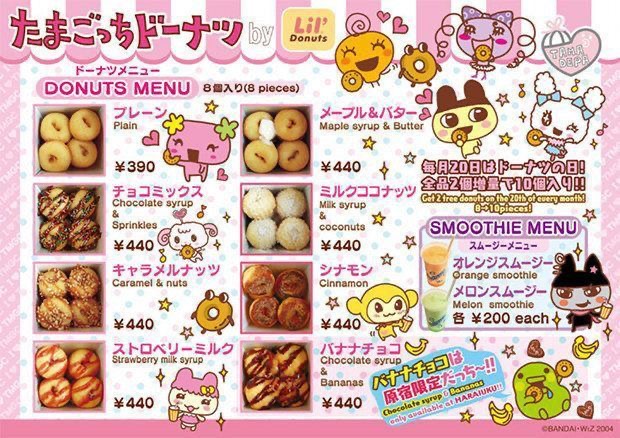 たまごっちドーナツ by Lil' Donuts
TAMA DEPA
ドーナツメニュー
DONUTS MENU 8個入り(8 pieces)
プレーン
Plain
¥390
メープル&バター
Maple syrup & Butter
¥440
チョコミックス
Chocolate syrup
&
Sprinkles
¥440
ミルクココナッツ
Milk syrup
&
coconuts
¥440
キャラメルナッツ
Caramel & nuts
¥440
シナモン
Cinnamon
¥440
ストロベリーミルク
Strawberry milk syrup
¥440
バナナチョコ
Chocolate syrup
&
Bananas
¥440
毎月20日はドーナツの日!
全品2個増量で10個入り!!
Get 2 free donuts on the 20th of every month!
8→10pieces!
SMOOTHIE MENU
スムージーメニュー
オレンジスムージー
Orange smoothie
メロンスムージー
Melon smoothie
各 ¥200 each
バナナチョコは
原宿限定だっち~!!
Chocolate syrup & Bananas
only available at HARAJUKU!!
©BANDAI・WiZ 2004